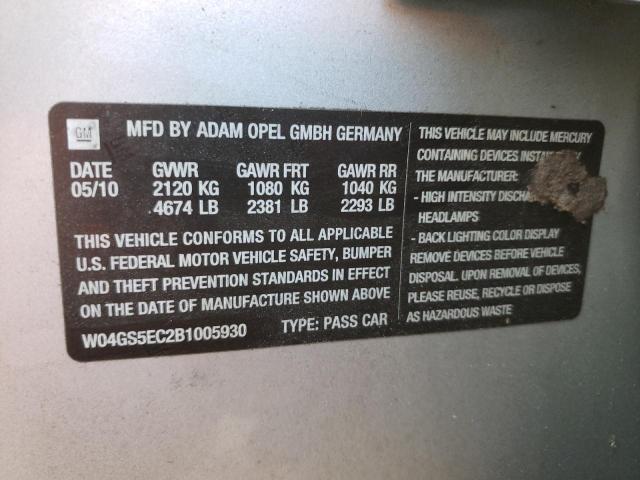 GM
MFD BY ADAM OPEL GMBH GERMANY
DATE GVWR GAWR FRT GAWR RR
05/10 2120 KG 1080 KG 1040 KG
4674 LB 2381 LB 2293 LB
THIS VEHICLE CONFORMS TO ALL APPLICABLE
U.S. FEDERAL MOTOR VEHICLE SAFETY, BUMPER
AND THEFT PREVENTION STANDARDS IN EFFECT
ON THE DATE OF MANUFACTURE SHOWN ABOVE
W04GS5EC2B1005930 TYPE: PASS CAR
THIS VEHICLE MAY INCLUDE MERCURY
CONTAINING DEVICES
THE MANUFACTURER:
- HIGH INTENSITY
HEADLAMPS
- BACK LIGHTING COLOR DISPLAY
REMOVE DEVICES BEFORE VEHICLE
DISPOSAL. UPON REMOVAL OF DEVICES,
PLEASE REUSE, RECYCLE OR DISPOSE
AS HAZARDOUS WASTE